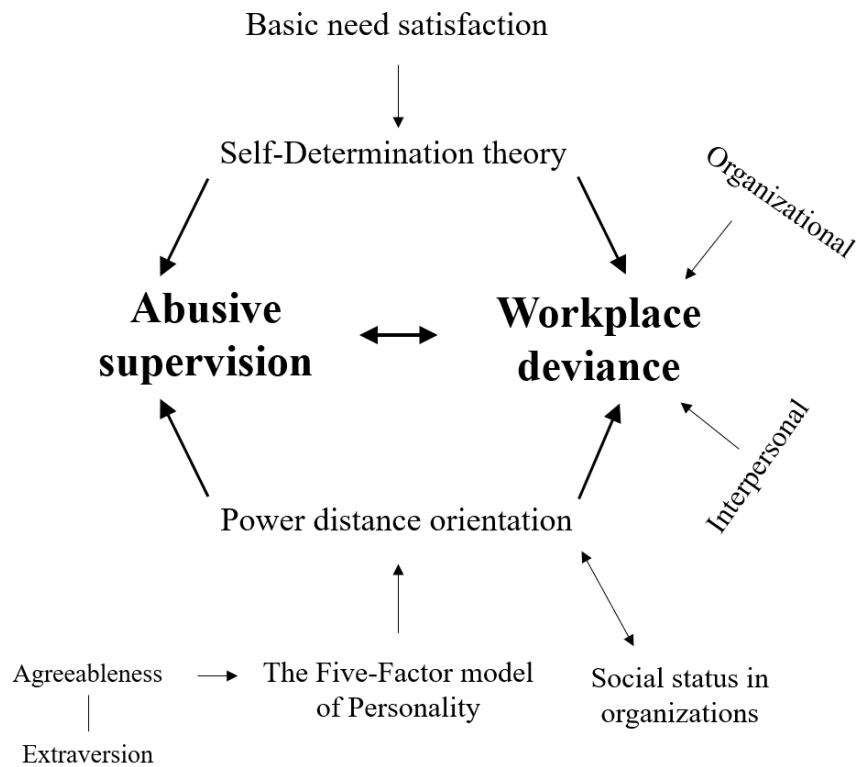 Basic need satisfaction
Self-Determination theory
Organizational
Abusive
supervision
Workplace
deviance
Interpersonal
Power distance orientation
Agreeableness
Extraversion
The Five-Factor model
of Personality
Social status in
organizations